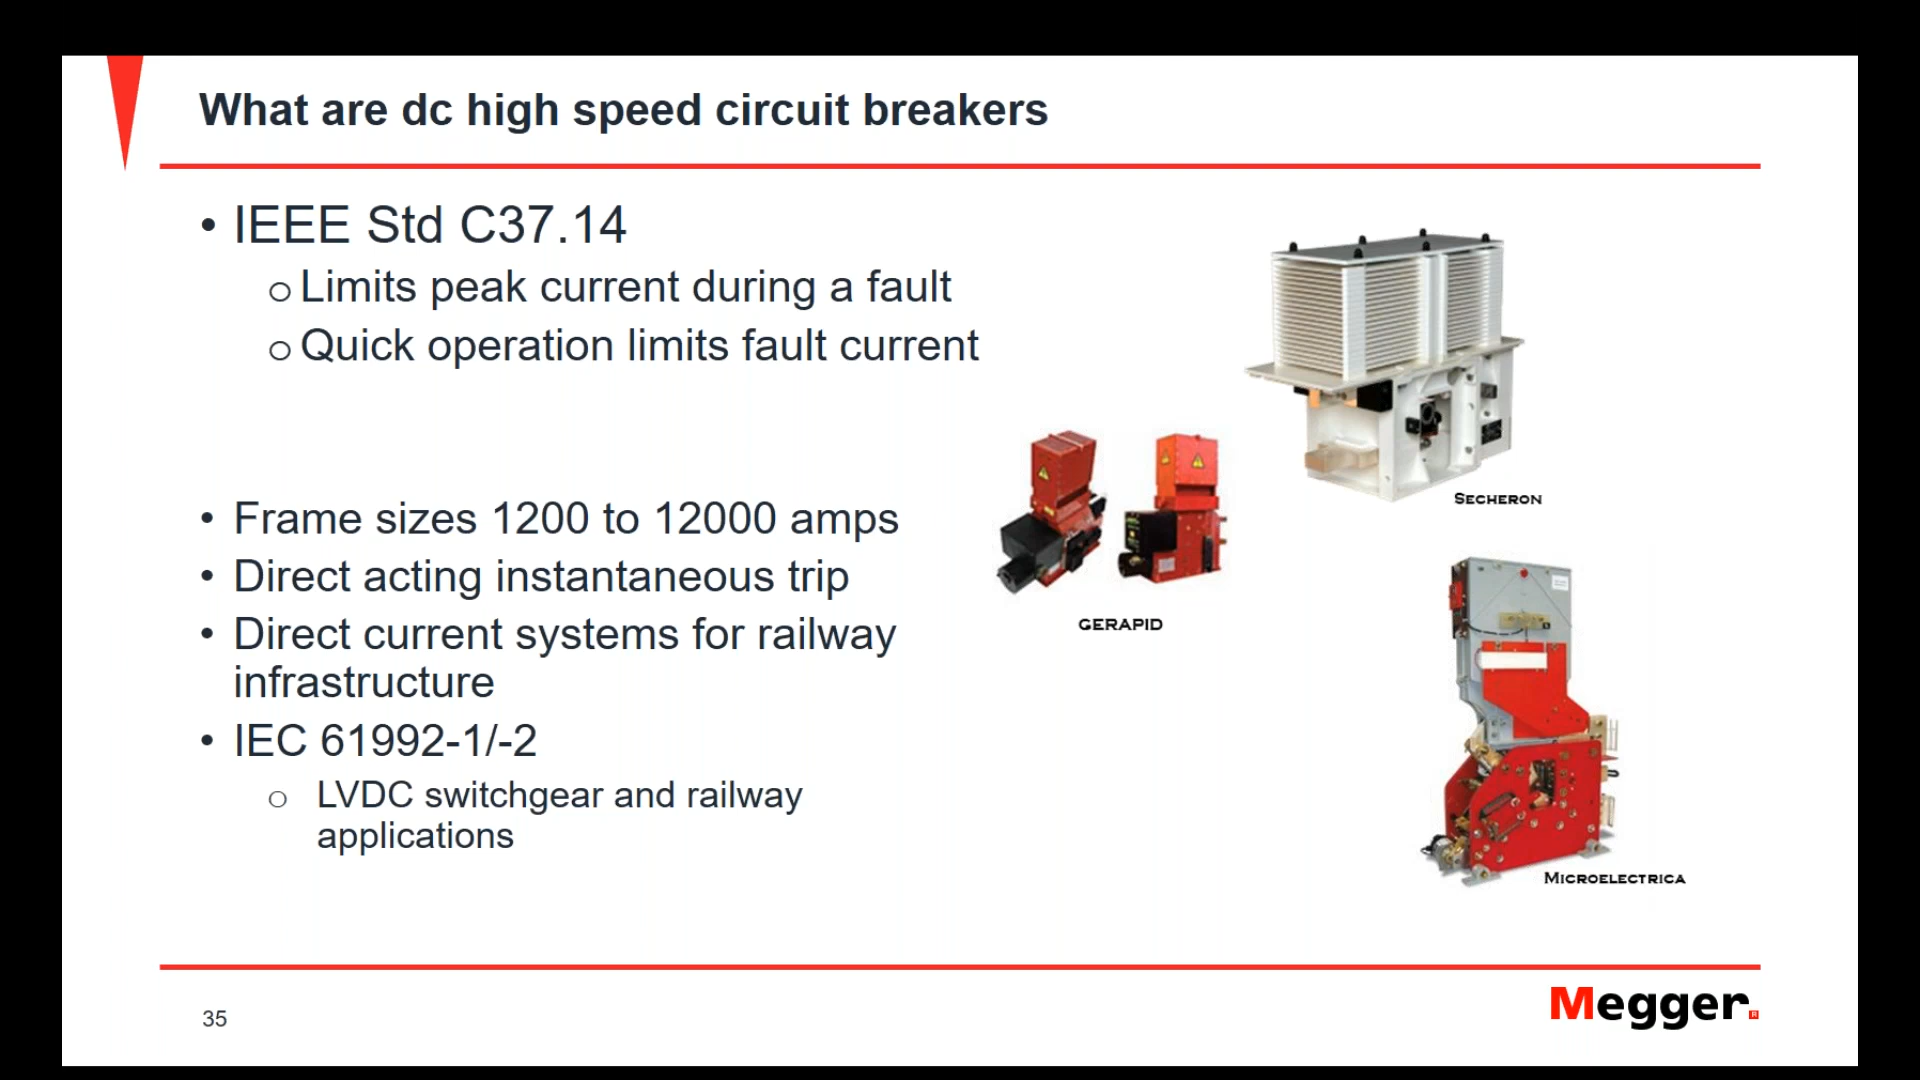 What are dc high speed circuit breakers
• IEEE Std C37.14
o Limits peak current during a fault
o Quick operation limits fault current
• Frame sizes 1200 to 12000 amps
• Direct acting instantaneous trip
• Direct current systems for railway
infrastructure
• IEC 61992-1/-2
o LVDC switchgear and railway
applications
SECHERON
GERAPID
MICROELECTRICA
35
Megger